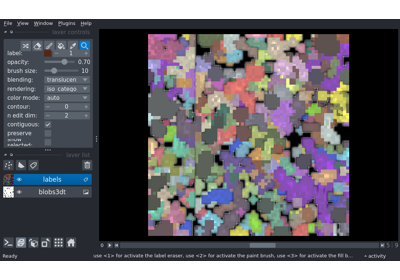 File View Plugins Window Help
layer controls
label: 1
opacity: 0.70
brush size: 10
blending: translucen
rendering: iso_catego
color mode: auto
contour: 0
n edit dim: 2
contiguous:
preserve
show
selected:
layer list
labels
blobs3dt
Ready
use <1> for activate the label eraser, use <2> for activate the paint brush, use <3> for activate the fill b...
activity